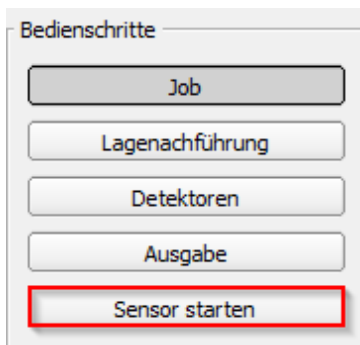 Bedienschritte
Job
Lagenachführung
Detektoren
Ausgabe
Sensor starten